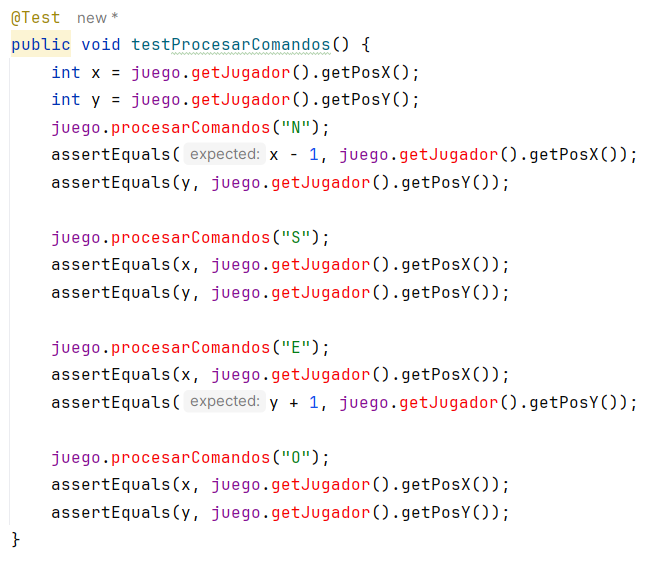 @Test new *
public void testProcesarComandos() {
    int x = juego.getJugador().getPosX();
    int y = juego.getJugador().getPosY();
    juego.procesarComandos("N");
    assertEquals( expected: x - 1, juego.getJugador().getPosX());
    assertEquals(y, juego.getJugador().getPosY());

    juego.procesarComandos("S");
    assertEquals(x, juego.getJugador().getPosX());
    assertEquals(y, juego.getJugador().getPosY());

    juego.procesarComandos("E");
    assertEquals(x, juego.getJugador().getPosX());
    assertEquals( expected: y + 1, juego.getJugador().getPosY());

    juego.procesarComandos("O");
    assertEquals(x, juego.getJugador().getPosX());
    assertEquals(y, juego.getJugador().getPosY());
}